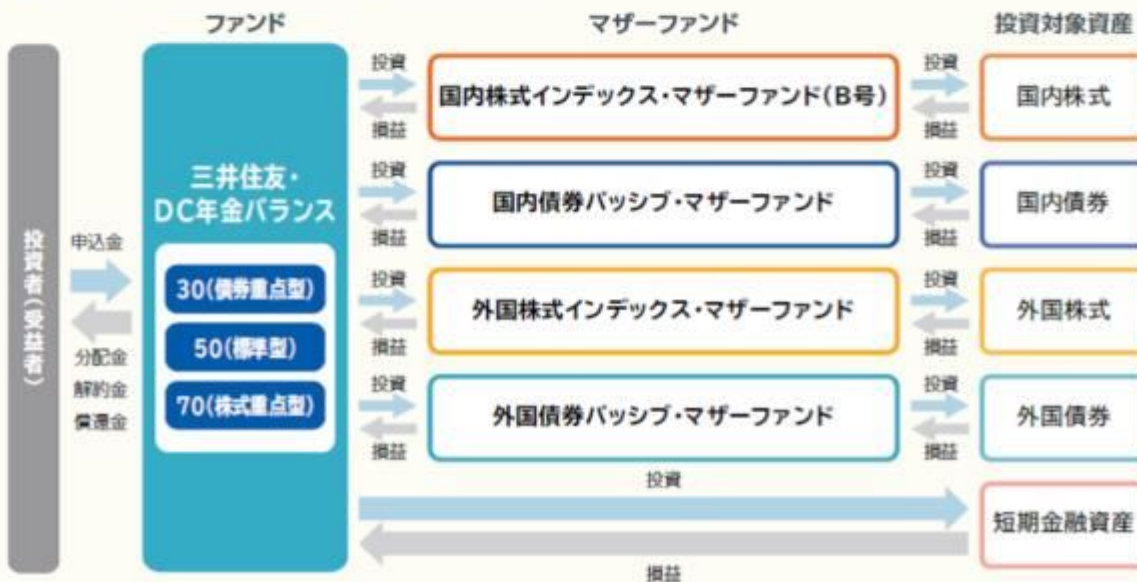 ファンド
マザーファンド
投資対象資産
投資者(受益者)
申込金
分配金
解約金
償還金
三井住友・
DC年金バランス
30(債券重点型)
50(標準型)
70(株式重点型)
投資
損益
国内株式インデックス・マザーファンド(B号)
投資
損益
国内株式
投資
損益
国内債券パッシブ・マザーファンド
投資
損益
国内債券
投資
損益
外国株式インデックス・マザーファンド
投資
損益
外国株式
投資
損益
外国債券パッシブ・マザーファンド
投資
損益
外国債券
投資
損益
短期金融資産